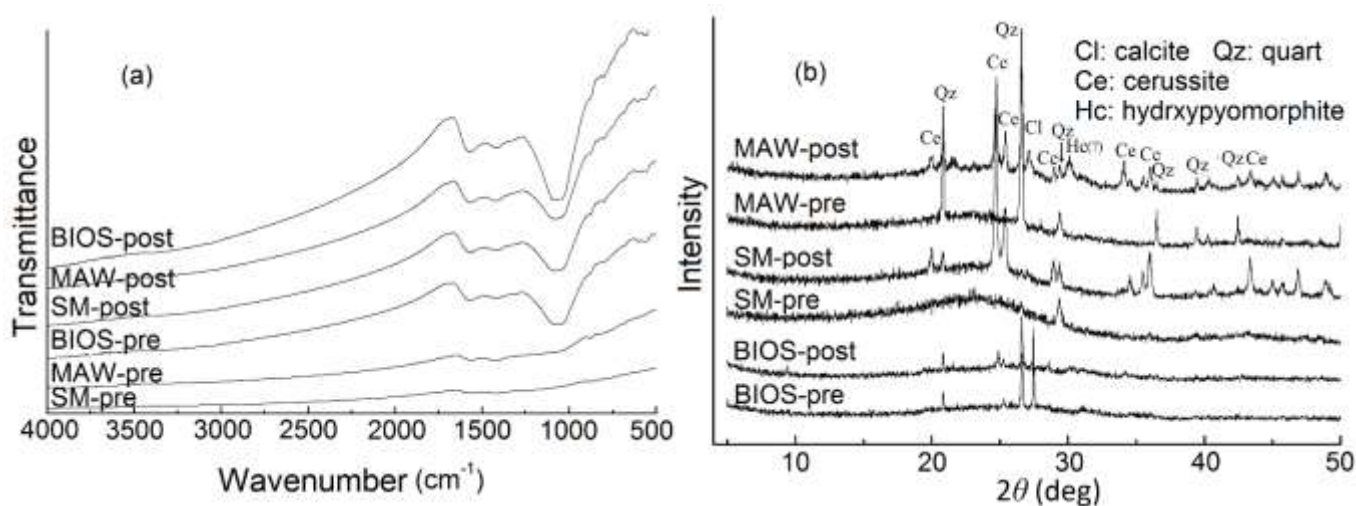 (a)
Transmittance
BIOS-post
MAW-post
SM-post
BIOS-pre
MAW-pre
SM-pre
4000 3500 3000 2500 2000 1500 1000 500
Wavenumber (cm-1)
(b)
Cl: calcite Qz: quart
Ce: cerussite
Hc: hydrxypyomorphite
Intensity
Qz
Ce
Qz
Ce
Ce
Cl
Qz
Ce
Hc(?)
Ce
Ce
Qz
Qz
Qz
Ce
MAW-post
MAW-pre
SM-post
SM-pre
BIOS-post
BIOS-pre
10 20 30 40 50
2θ (deg)